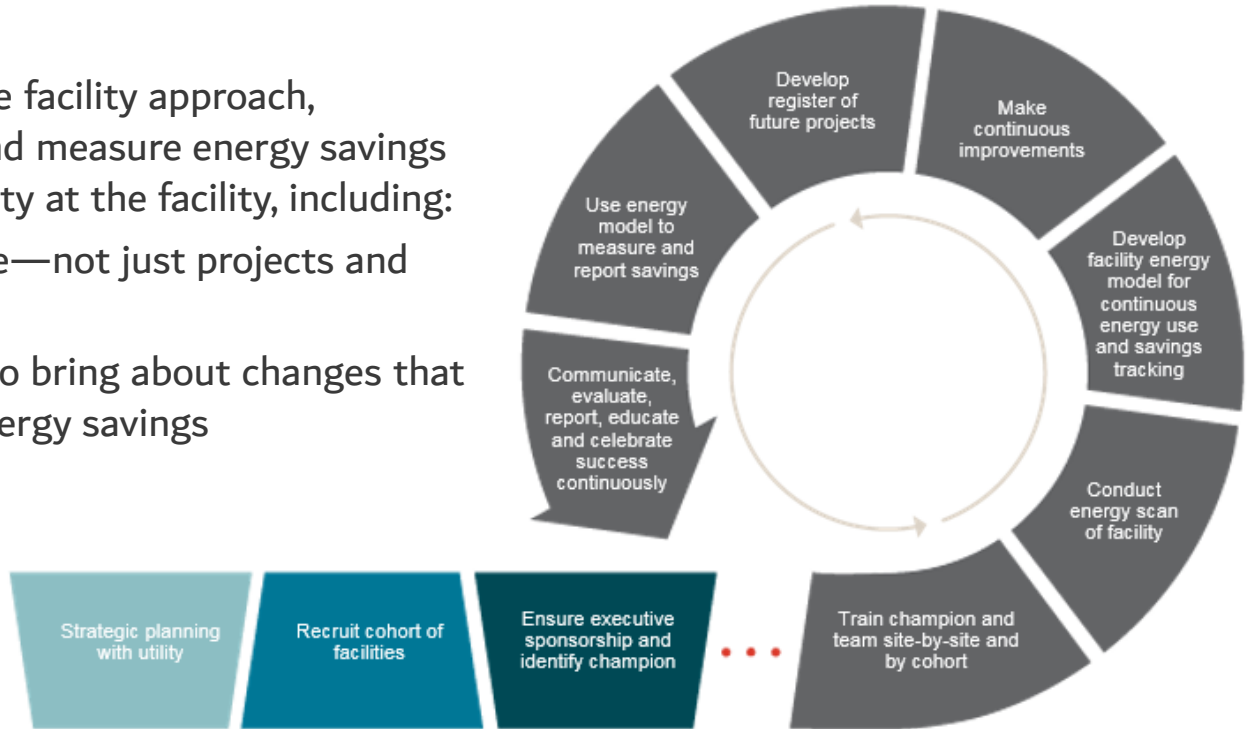 e facility approach,
nd measure energy savings
ty at the facility, including:
e—not just projects and
o bring about changes that
ergy savings
Strategic planning
with utility
Recruit cohort of
facilities
Ensure executive
sponsorship and
identify champion
Train champion and
team site-by-site and
by cohort
Conduct
energy scan
of facility
Develop
facility energy
model for
continuous
energy use
and savings
tracking
Make
continuous
improvements
Develop
register of
future projects
Use energy
model to
measure and
report savings
Communicate,
evaluate,
report, educate
and celebrate
success
continuously